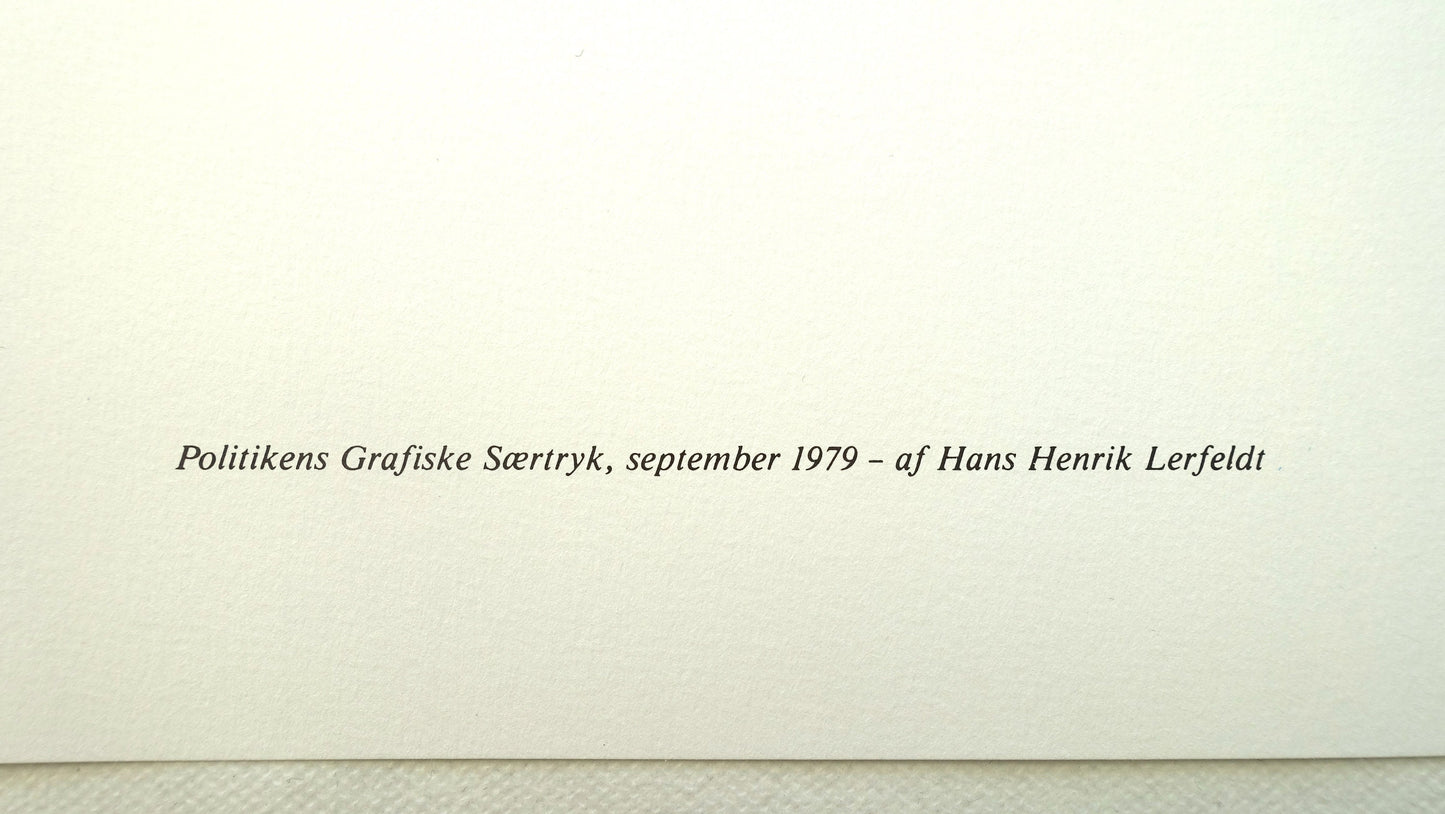 Politikens Grafiske Særtryk, september 1979 – af Hans Henrik Lerfeldt